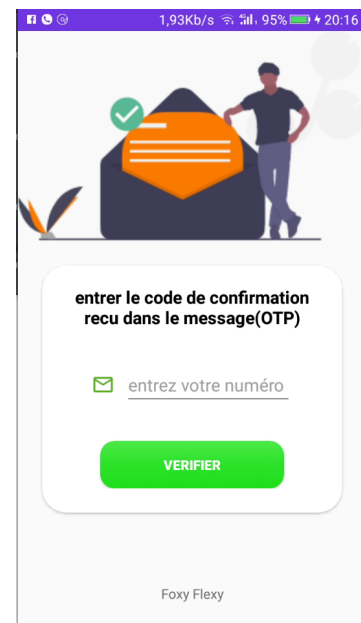 1,93Kb/s 95% 20:16
entrer le code de confirmation
recu dans le message(OTP)
entrez votre numéro
VERIFIER
Foxy Flexy